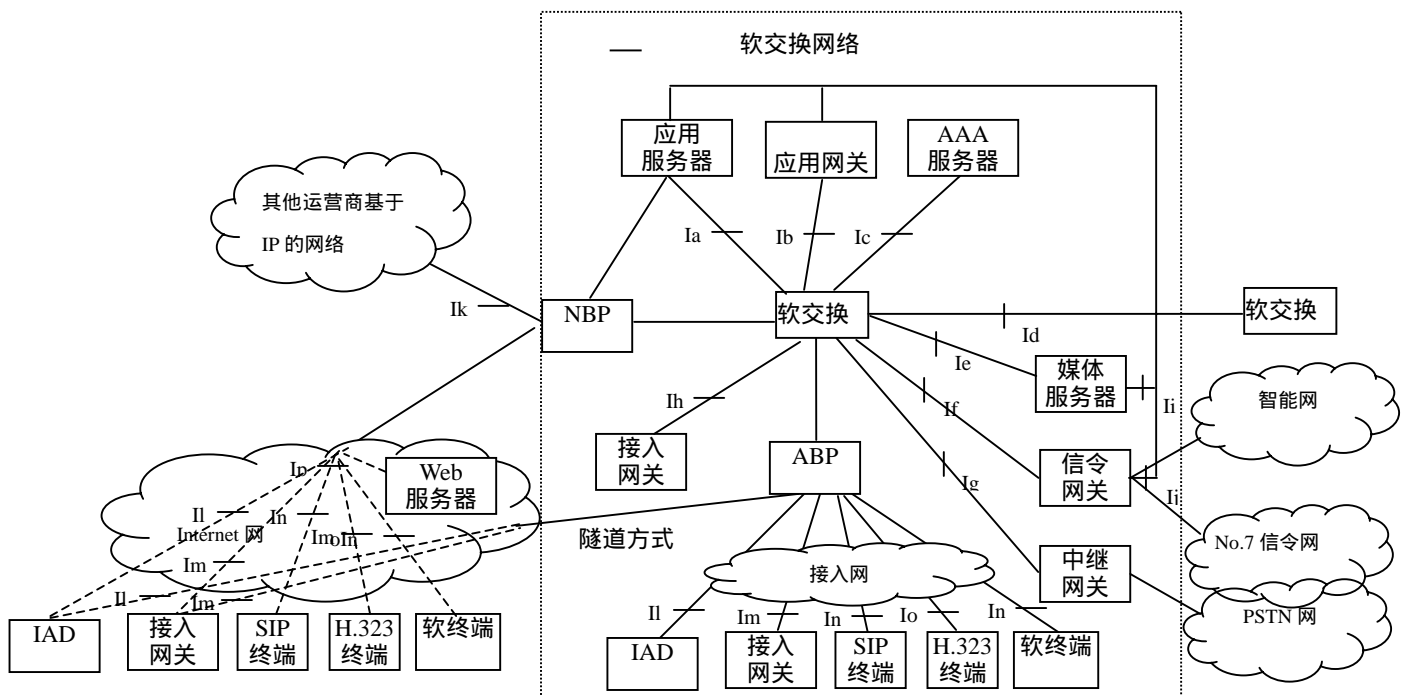 软交换网络
应用
服务器
应用网关
AAA
服务器
其他运营商基于
IP 的网络
Ia
Ib
Ic
Ik
NBP
软交换
软交换
Id
Ie
媒体
服务器
智能网
Ih
If
Ii
接入
网关
ABP
信令
网关
Ip
Web
服务器
Ig
Ij
Il
In
Internet 网
Im
Io
In
隧道方式
No.7 信令网
Im
接入网
中继
网关
Il
Im
Il
Im
In
Io
In
PSTN 网
IAD
接入
网关
SIP
终端
H.323
终端
软终端
IAD
接入
网关
SIP
终端
H.323
终端
软终端